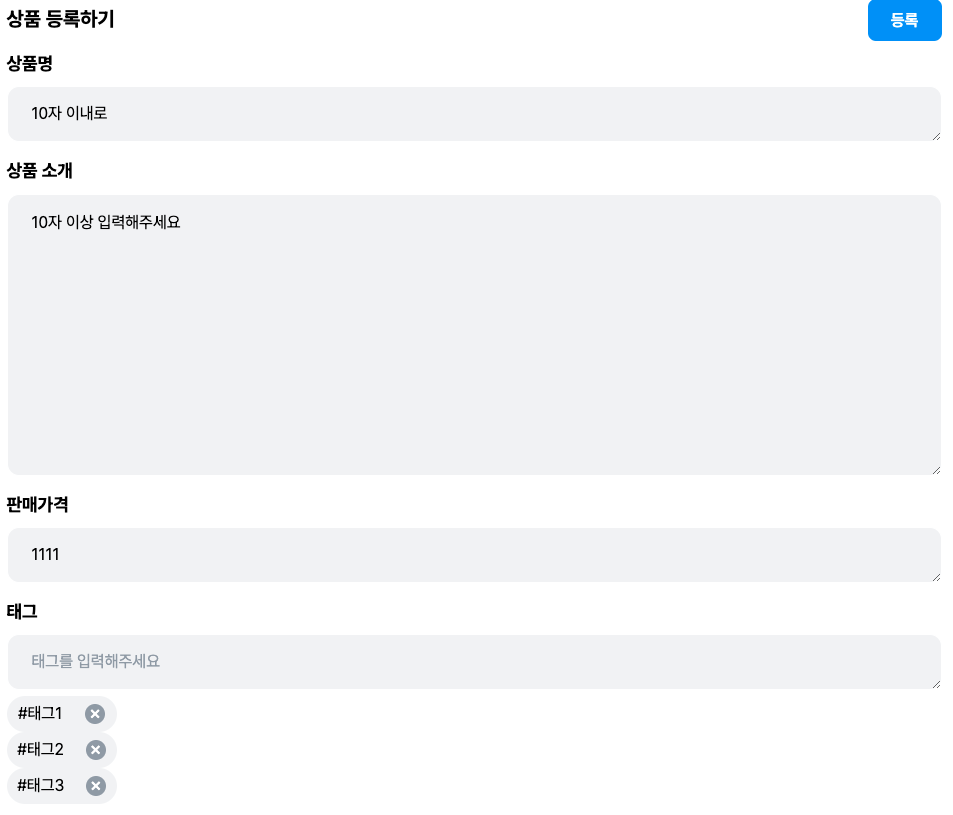 상품 등록하기
등록
상품명
10자 이내로
상품 소개
10자 이상 입력해주세요
판매가격
1111
태그
태그를 입력해주세요
#태그1
#태그2
#태그3